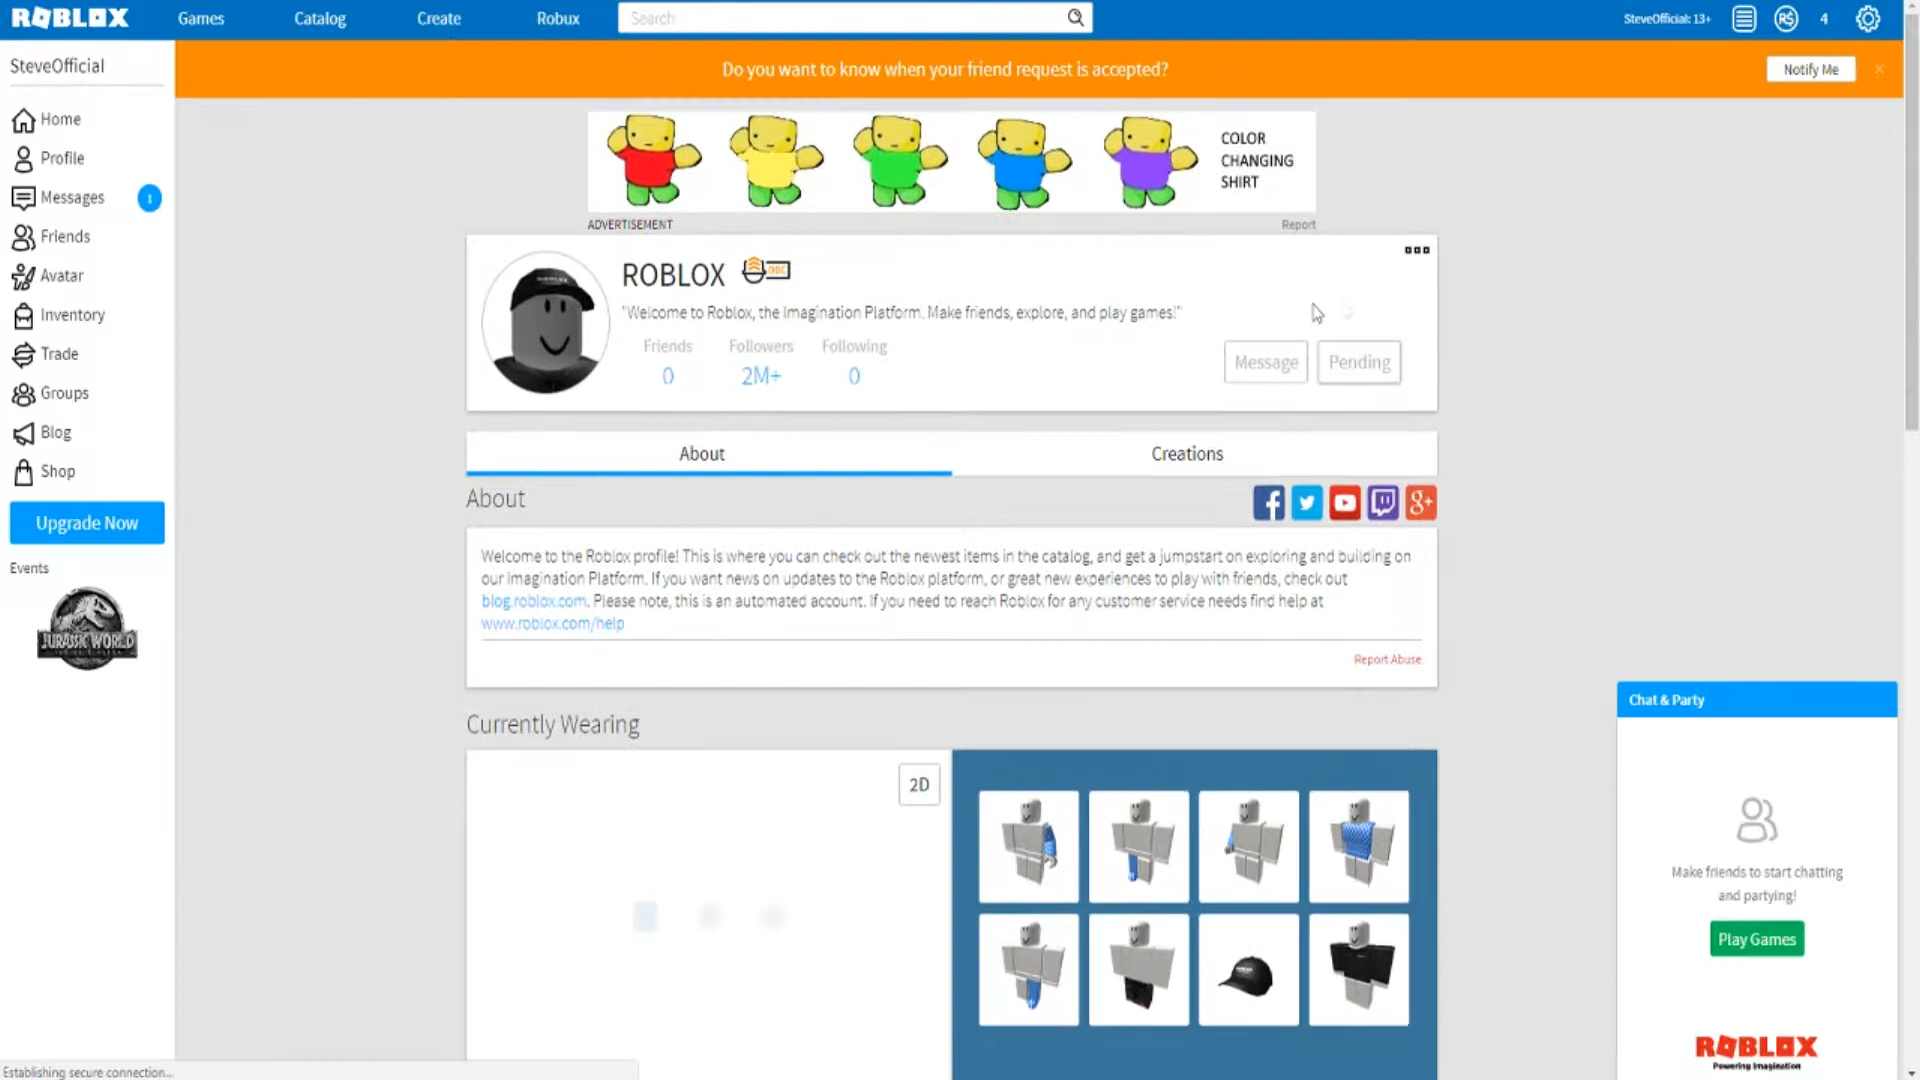 ROBLOX Games Catalog Create Robux Search SteveOfficial: 13+ R$ 4
SteveOfficial
Do you want to know when your friend request is accepted? Notify Me ×
Home
Profile
Messages 1
Friends
Avatar
Inventory
Trade
Groups
Blog
Shop
Upgrade Now
Events
JURASSIC WORLD
COLOR
CHANGING
SHIRT
ADVERTISEMENT Report
ROBLOX OBC
"Welcome to Roblox, the Imagination Platform. Make friends, explore, and play games!"
Friends Followers Following
0 2M+ 0
Message Pending
About Creations
About
Welcome to the Roblox profile! This is where you can check out the newest items in the catalog, and get a jumpstart on exploring and building on
our Imagination Platform. If you want news on updates to the Roblox platform, or great new experiences to play with friends, check out
blog.roblox.com. Please note, this is an automated account. If you need to reach Roblox for any customer service needs find help at
www.roblox.com/help
Report Abuse
Currently Wearing
2D
Chat & Party
Make friends to start chatting
and partying!
Play Games
ROBLOX
Powering Imagination
Establishing secure connection...